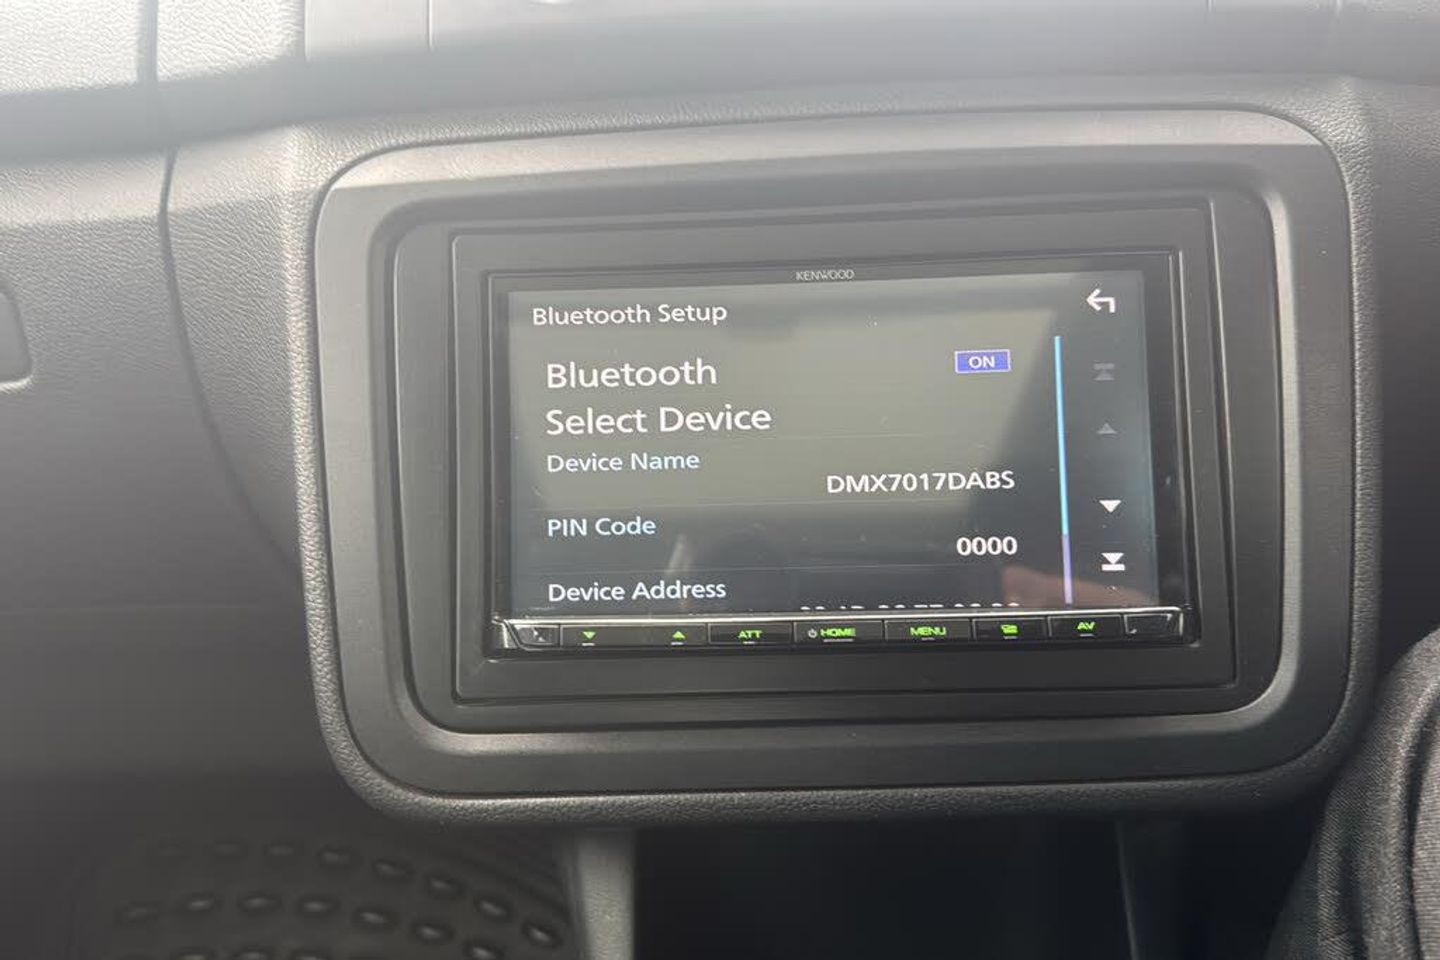 KENWOOD
Bluetooth Setup
Bluetooth ON
Select Device
Device Name
DMX7017DABS
PIN Code
0000
Device Address
ATT HOME MENU AV